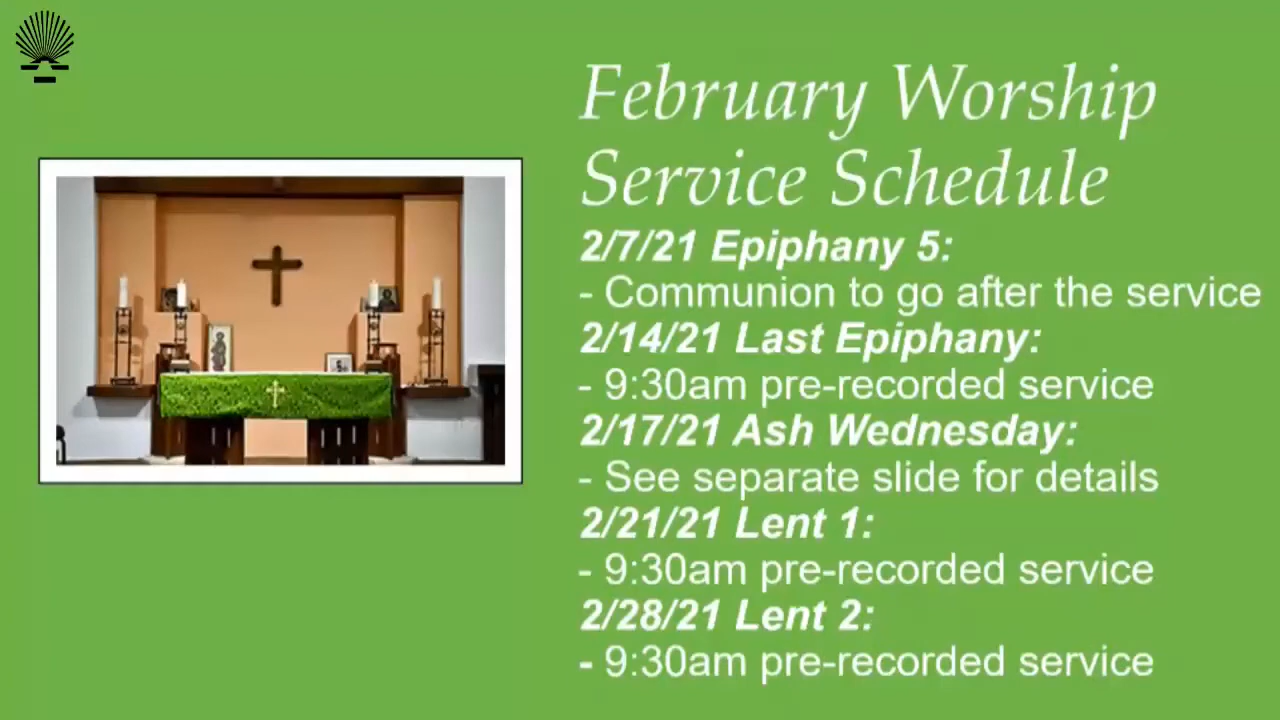 February Worship
Service Schedule
2/7/21 Epiphany 5:
- Communion to go after the service
2/14/21 Last Epiphany:
- 9:30am pre-recorded service
2/17/21 Ash Wednesday:
- See separate slide for details
2/21/21 Lent 1:
- 9:30am pre-recorded service
2/28/21 Lent 2:
- 9:30am pre-recorded service